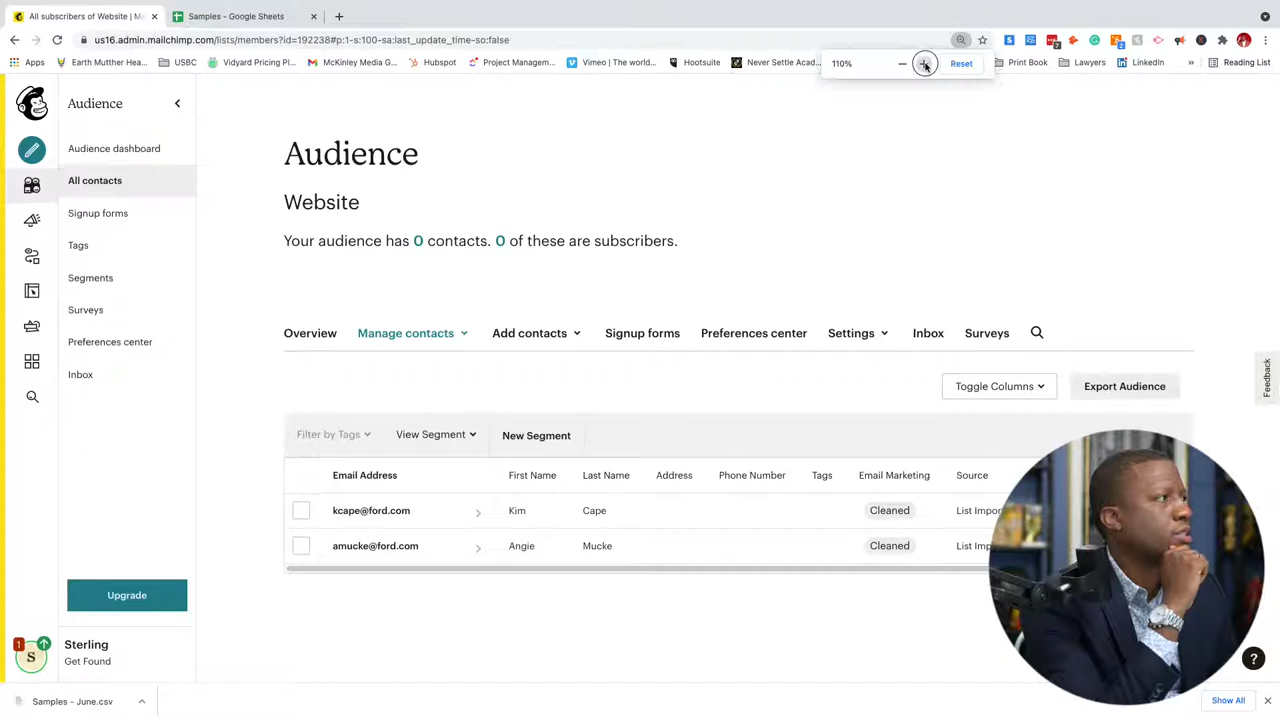 All subscribers of Website | M
Samples - Google Sheets
us16.admin.mailchimp.com/lists/members?id=192238#p:1-s:100-sa:last_update_time-so:false
Apps
Earth Mutther Hea...
USBC
Vidyard Pricing Pl...
McKinley Media G...
Hubspot
Project Managem...
Vimeo | The world...
Hootsuite
Never Settle Acad...
Print Book
Lawyers
LinkedIn
Reading List
110%
Reset
Audience
Audience dashboard
All contacts
Signup forms
Tags
Segments
Surveys
Preferences center
Inbox
Upgrade
1
S
Sterling
Get Found
Audience
Website
Your audience has 0 contacts. 0 of these are subscribers.
Overview Manage contacts Add contacts Signup forms Preferences center Settings Inbox Surveys
Toggle Columns Export Audience
Filter by Tags View Segment New Segment
Email Address First Name Last Name Address Phone Number Tags Email Marketing Source
kcape@ford.com Kim Cape Cleaned List Impor
amucke@ford.com Angie Mucke Cleaned List Imp
Feedback
?
Samples - June.csv
Show All